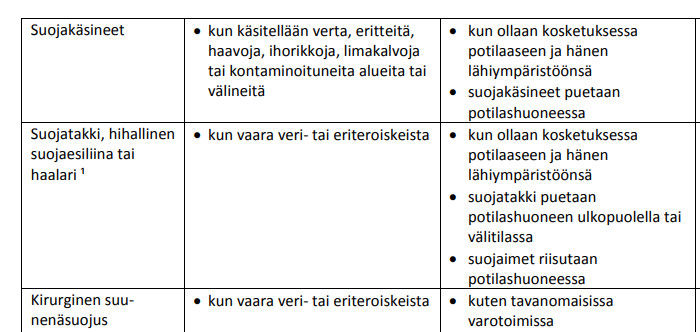 Suojakäsineet
• kun käsitellään verta, eritteitä,
haavoja, ihorikkoja, limakalvoja
tai kontaminoituneita alueita tai
välineitä
• kun ollaan kosketuksessa
potilaaseen ja hänen
lähiympäristöönsä
• suojakäsineet puetaan
potilashuoneessa
Suojatakki, hihallinen
suojaesiliina tai
haalari ¹
• kun vaara veri- tai eriteroiskeista
• kun ollaan kosketuksessa
potilaaseen ja hänen
lähiympäristöönsä
• suojatakki puetaan
potilashuoneen ulkopuolella tai
välitilassa
• suojaimet riisutaan
potilashuoneessa
Kirurginen suu-
nenäsuojus
• kun vaara veri- tai eriteroiskeista
• kuten tavanomaisissa
varotoimissa